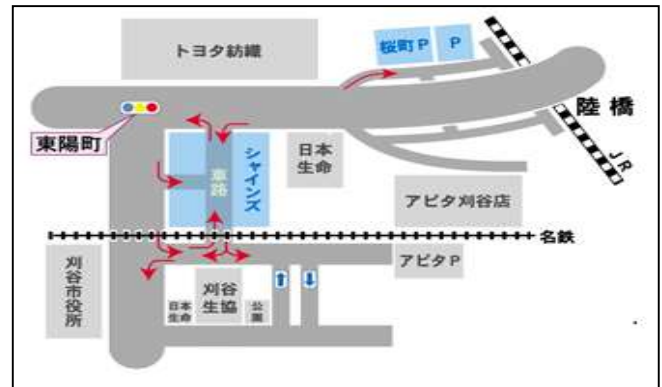 トヨタ紡織
桜町P
P
陸橋
東陽町
シャインズ
車路
日本
生命
JR
アピタ刈谷店
名鉄
刈谷市役所
刈谷
生協
日本
生命
公園
アピタP